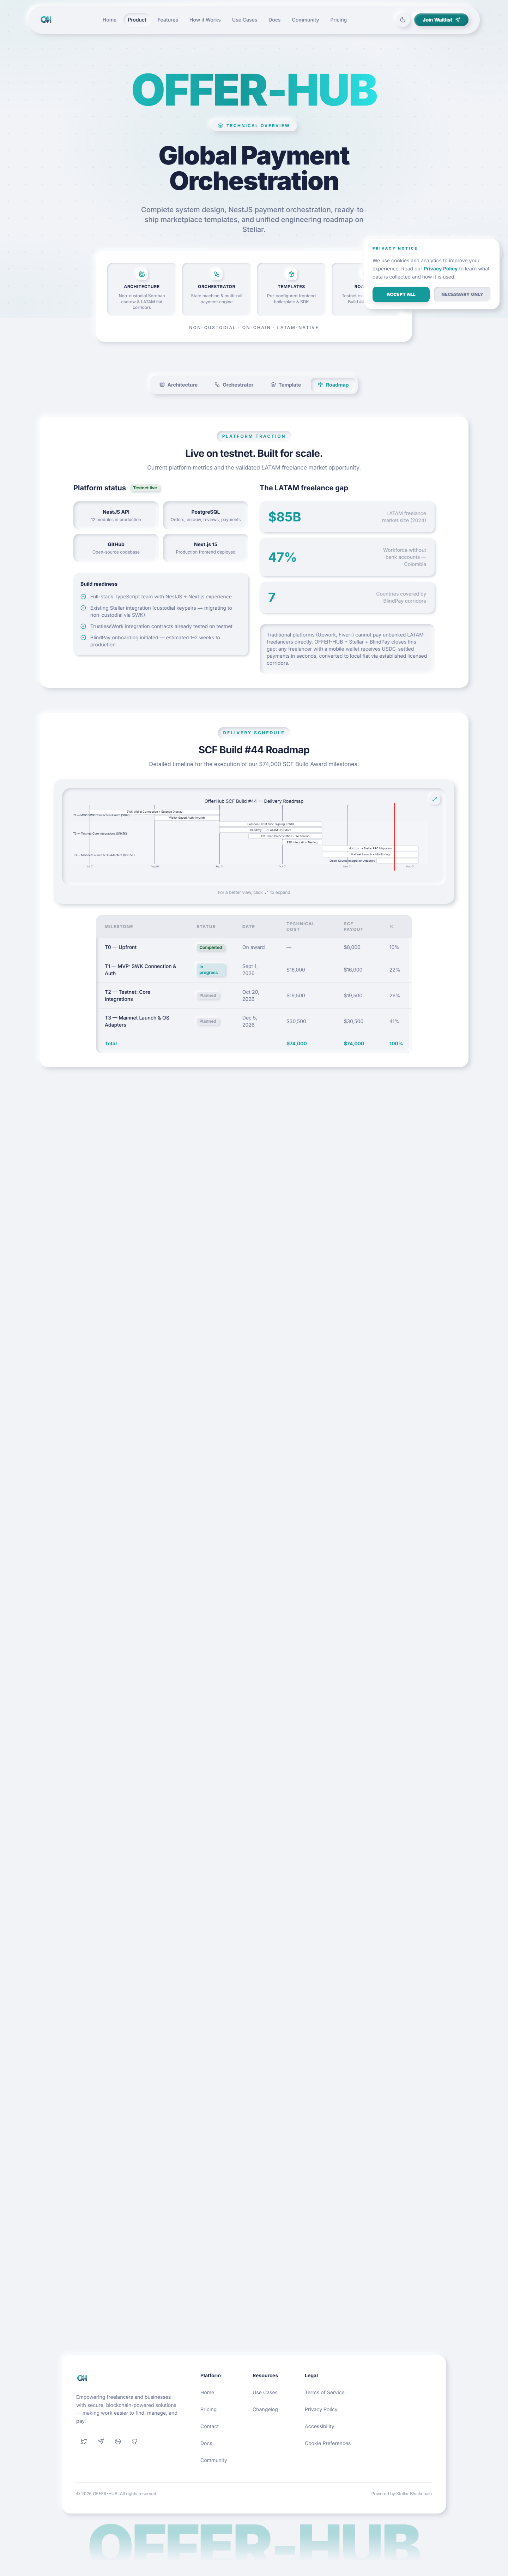 OH
Home Product Features How it Works Use Cases Docs Community Pricing
Join Waitlist
OFFER-HUB
TECHNICAL OVERVIEW
Global Payment
Orchestration
Complete system design, NestJS payment orchestration, ready-to-
ship marketplace templates, and unified engineering roadmap on
Stellar.
PRIVACY NOTICE
We use cookies and analytics to improve your
experience. Read our Privacy Policy to learn what
data is collected and how it is used.
ACCEPT ALL
NECESSARY ONLY
ARCHITECTURE
Non-custodial Soroban
escrow & LATAM fiat
corridors
ORCHESTRATOR
State machine & multi-rail
payment engine
TEMPLATES
Pre-configured frontend
boilerplate & SDK
NON-CUSTODIAL · ON-CHAIN · LATAM-NATIVE
Architecture Orchestrator Template Roadmap
PLATFORM TRACTION
Live on testnet. Built for scale.
Current platform metrics and the validated LATAM freelance market opportunity.
Platform status Testnet live
NestJS API
12 modules in production
PostgreSQL
Orders, escrow, reviews, payments
GitHub
Open-source codebase
Next.js 15
Production frontend deployed
Build readiness
Full-stack TypeScript team with NestJS + Next.js experience
Existing Stellar integration (custodial keypairs — migrating to
non-custodial via SWK)
TrustlessWork integration contracts already tested on testnet
BlindPay onboarding initiated — estimated 1–2 weeks to
production
The LATAM freelance gap
$85B
LATAM freelance
market size (2024)
47%
Workforce without
bank accounts —
Colombia
7
Countries covered by
BlindPay corridors
Traditional platforms (Upwork, Fiverr) cannot pay unbanked LATAM
freelancers directly. OFFER-HUB + Stellar + BlindPay closes this
gap: any freelancer with a mobile wallet receives USDC-settled
payments in seconds, converted to local fiat via established licensed
corridors.
DELIVERY SCHEDULE
SCF Build #44 Roadmap
Detailed timeline for the execution of our $74,000 SCF Build Award milestones.
OfferHub SCF Build #44 — Delivery Roadmap
For a better view, click to expand
MILESTONE STATUS DATE TECHNICAL COST SCF PAYOUT %
T0 — Upfront Completed On award — $8,000 10%
T1 — MVP: SWK Connection & Auth In progress Sept 1, 2026 $16,000 $16,000 22%
T2 — Testnet: Core Integrations Planned Oct 20, 2026 $19,500 $19,500 26%
T3 — Mainnet Launch & OS Adapters Planned Dec 5, 2026 $30,500 $30,500 41%
Total $74,000 $74,000 100%
OH
Empowering freelancers and businesses
with secure, blockchain-powered solutions
— making work easier to find, manage, and
pay.
Platform
Home
Pricing
Contact
Docs
Community
Resources
Use Cases
Changelog
Legal
Terms of Service
Privacy Policy
Accessibility
Cookie Preferences
© 2026 OFFER-HUB. All rights reserved.
Powered by Stellar Blockchain
OFFER-HUB